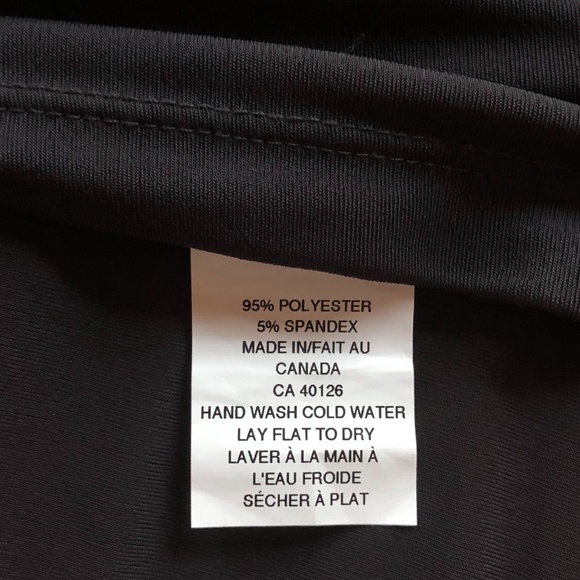 95% POLYESTER
5% SPANDEX
MADE IN/FAIT AU
CANADA
CA 40126
HAND WASH COLD WATER
LAY FLAT TO DRY
LAVER À LA MAIN À
L'EAU FROIDE
SÉCHER À PLAT